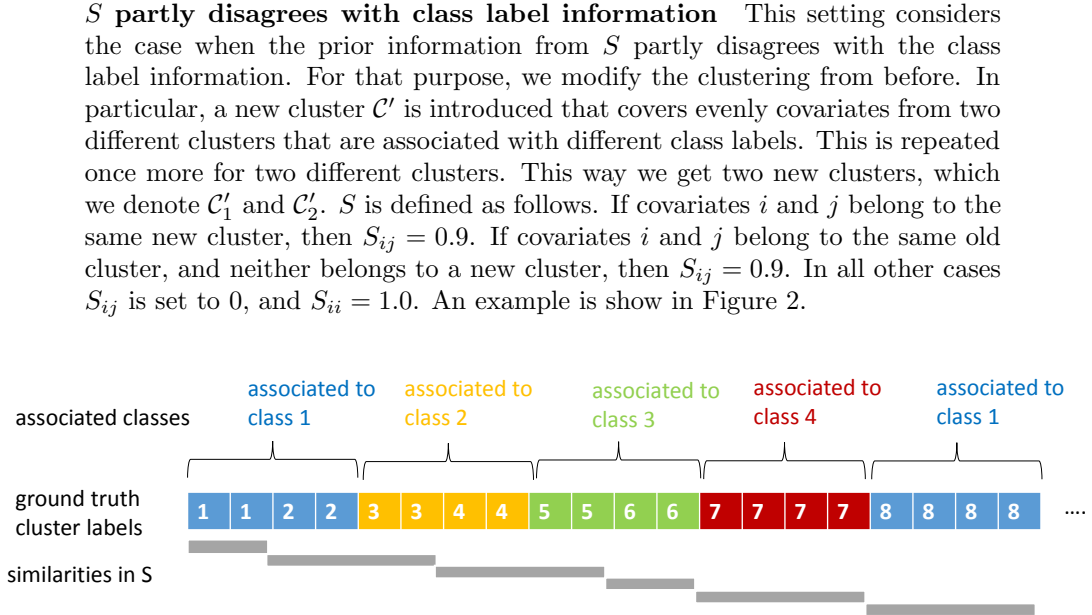 S partly disagrees with class label information This setting considers
the case when the prior information from S partly disagrees with the class
label information. For that purpose, we modify the clustering from before. In
particular, a new cluster C′ is introduced that covers evenly covariates from two
different clusters that are associated with different class labels. This is repeated
once more for two different clusters. This way we get two new clusters, which
we denote C′₁ and C′₂. S is defined as follows. If covariates i and j belong to the
same new cluster, then Sᵢⱼ = 0.9. If covariates i and j belong to the same old
cluster, and neither belongs to a new cluster, then Sᵢⱼ = 0.9. In all other cases
Sᵢⱼ is set to 0, and Sᵢᵢ = 1.0. An example is show in Figure 2.
associated classes
associated to
class 1
associated to
class 2
associated to
class 3
associated to
class 4
associated to
class 1
ground truth
cluster labels
1 1 2 2 3 3 4 4 5 5 6 6 7 7 7 7 8 8 8 8 ....
similarities in S